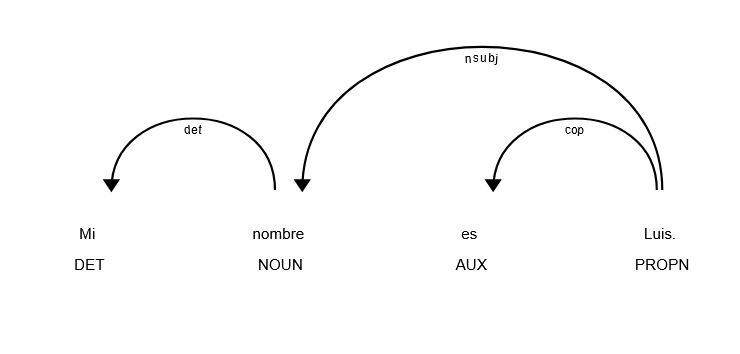 nsubj
det
cop
Mi nombre es Luis.
DET NOUN AUX PROPN